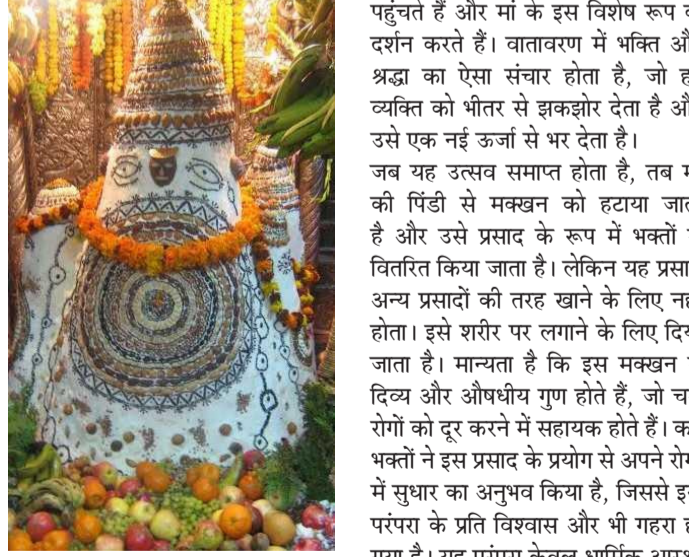 पहुंचते हैं और मां के इस विशेष रूप
दर्शन करते हैं। वातावरण में भक्ति
श्रद्धा का ऐसा संचार होता है, जो
व्यक्ति को भीतर से झकझोर देता है
उसे एक नई ऊर्जा से भर देता है।
जब यह उत्सव समाप्त होता है, तब
की पिंडी से मक्खन को हटाया
है और उसे प्रसाद के रूप में भक्तों
वितरित किया जाता है। लेकिन यह
अन्य प्रसादों की तरह खाने के लिए
होता। इसे शरीर पर लगाने के लिए
जाता है। मान्यता है कि इस मक्खन
दिव्य और औषधीय गुण होते हैं, जो
रोगों को दूर करने में सहायक होते हैं।
भक्तों ने इस प्रसाद के प्रयोग से अपने
में सुधार का अनुभव किया है, जिससे
परंपरा के प्रति विश्वास और भी गहरा